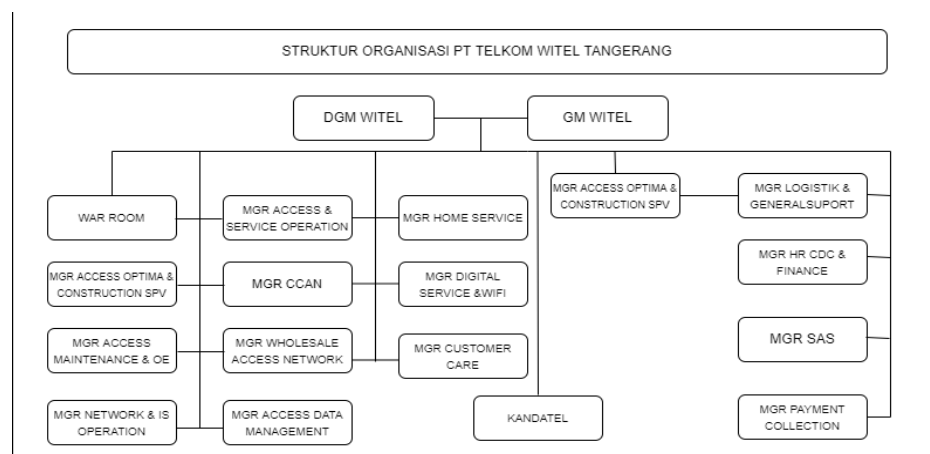 STRUKTUR ORGANISASI PT TELKOM WITEL TANGERANG
DGM WITEL
GM WITEL
WAR ROOM
MGR ACCESS &
SERVICE OPERATION
MGR HOME SERVICE
MGR ACCESS OPTIMA &
CONSTRUCTION SPV
MGR LOGISTIK &
GENERALSUPORT
MGR ACCESS OPTIMA &
CONSTRUCTION SPV
MGR CCAN
MGR DIGITAL
SERVICE &WIFI
MGR HR CDC &
FINANCE
MGR ACCESS
MAINTENANCE & OE
MGR WHOLESALE
ACCESS NETWORK
MGR CUSTOMER
CARE
MGR SAS
MGR NETWORK & IS
OPERATION
MGR ACCESS DATA
MANAGEMENT
KANDATEL
MGR PAYMENT
COLLECTION